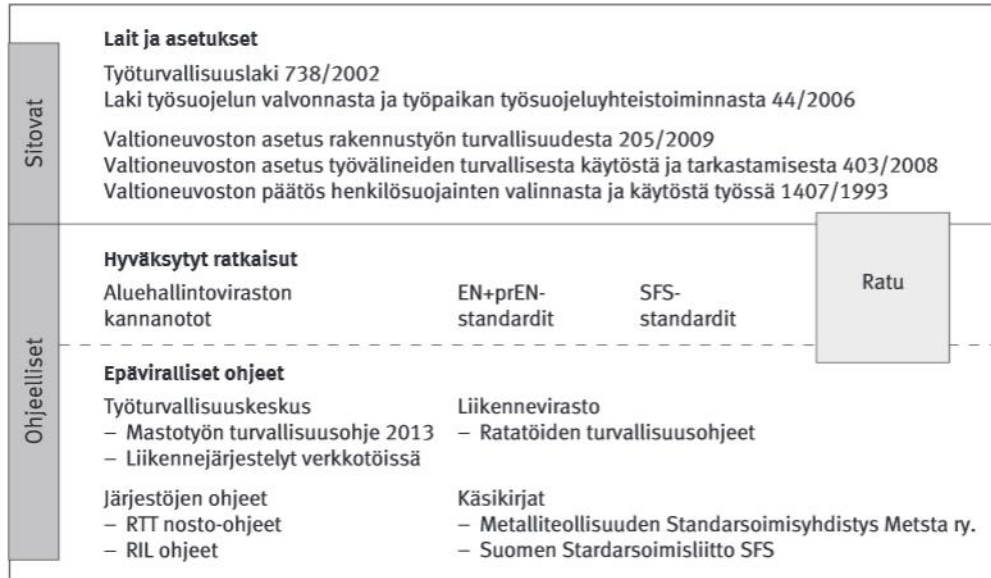 Sitovat
Lait ja asetukset
Työturvallisuuslaki 738/2002
Laki työsuojelun valvonnasta ja työpaikan työsuojeluyhteistoiminnasta 44/2006
Valtioneuvoston asetus rakennustyön turvallisuudesta 205/2009
Valtioneuvoston asetus työvälineiden turvallisesta käytöstä ja tarkastamisesta 403/2008
Valtioneuvoston päätös henkilösuojainten valinnasta ja käytöstä työssä 1407/1993
Ohjeelliset
Hyväksytyt ratkaisut
Aluehallintoviraston
kannanotot
EN+prEN-
standardit
SFS-
standardit
Ratu
Epäviralliset ohjeet
Työturvallisuuskeskus
– Mastotyön turvallisuusohje 2013
– Liikennejärjestelyt verkkotöissä
Liikennevirasto
– Ratatöiden turvallisuusohjeet
Järjestöjen ohjeet
– RTT nosto-ohjeet
– RIL ohjeet
Käsikirjat
– Metalliteollisuuden Standarsoimisyhdistys Metsta ry.
– Suomen Stardarsoimisliitto SFS